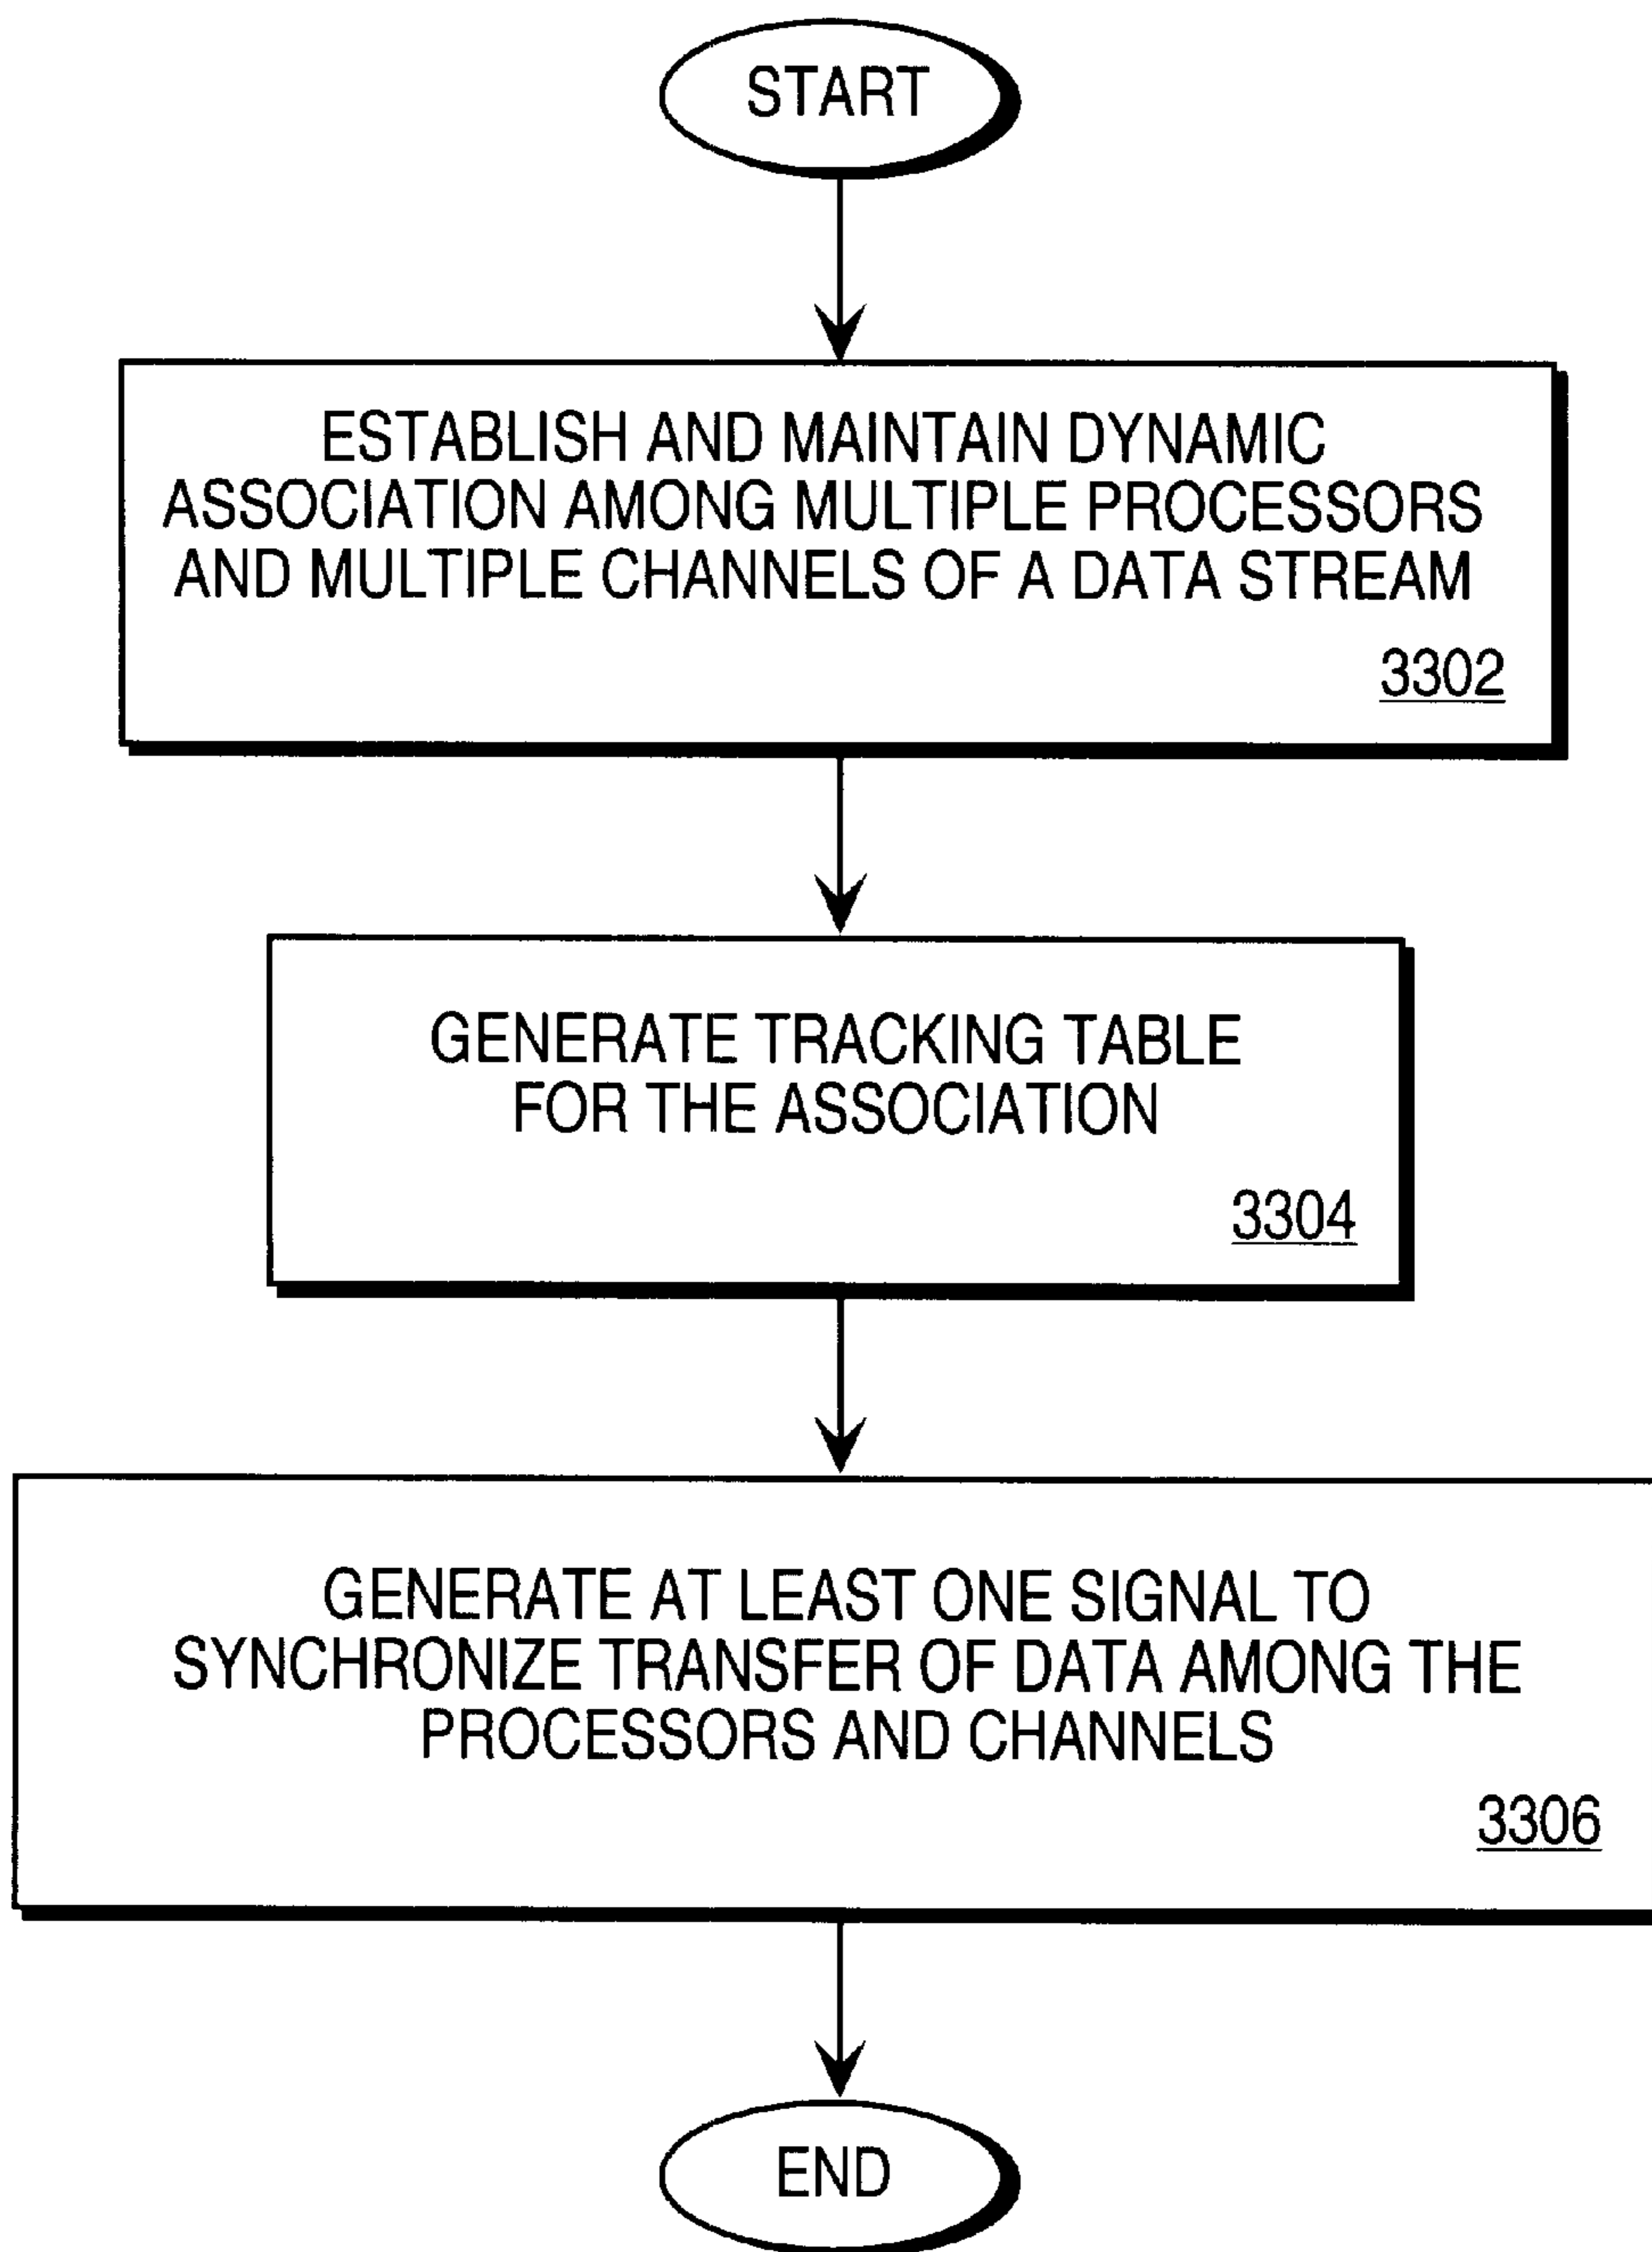 START
ESTABLISH AND MAINTAIN DYNAMIC
ASSOCIATION AMONG MULTIPLE PROCESSORS
AND MULTIPLE CHANNELS OF A DATA STREAM
3302
GENERATE TRACKING TABLE
FOR THE ASSOCIATION
3304
GENERATE AT LEAST ONE SIGNAL TO
SYNCHRONIZE TRANSFER OF DATA AMONG THE
PROCESSORS AND CHANNELS
3306
END